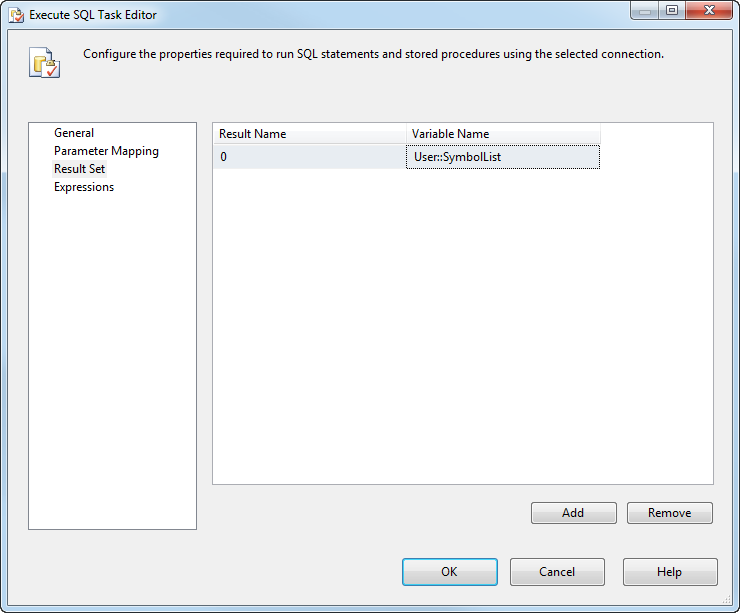 Execute SQL Task Editor
Configure the properties required to run SQL statements and stored procedures using the selected connection.
General
Parameter Mapping
Result Set
Expressions
Result Name Variable Name
0 User::SymbolList
Add Remove
OK Cancel Help